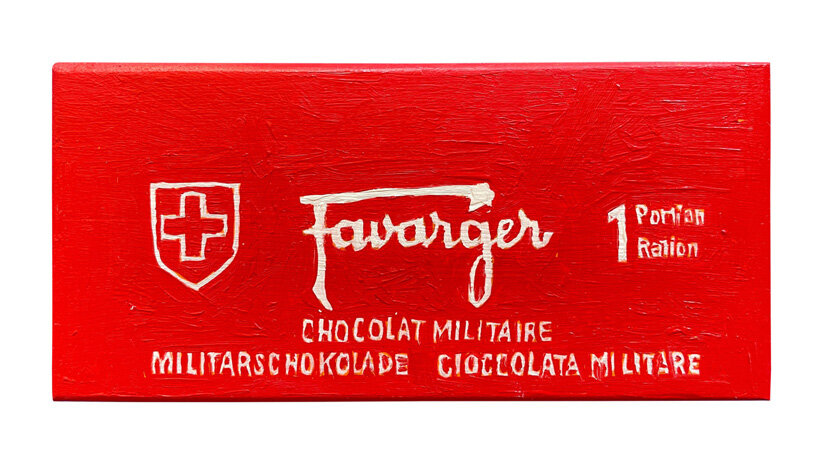 Favarger
1 Portion
Ration
CHOCOLAT MILITAIRE
MILITARSCHOKOLADE CIOCCOLATA MILITARE